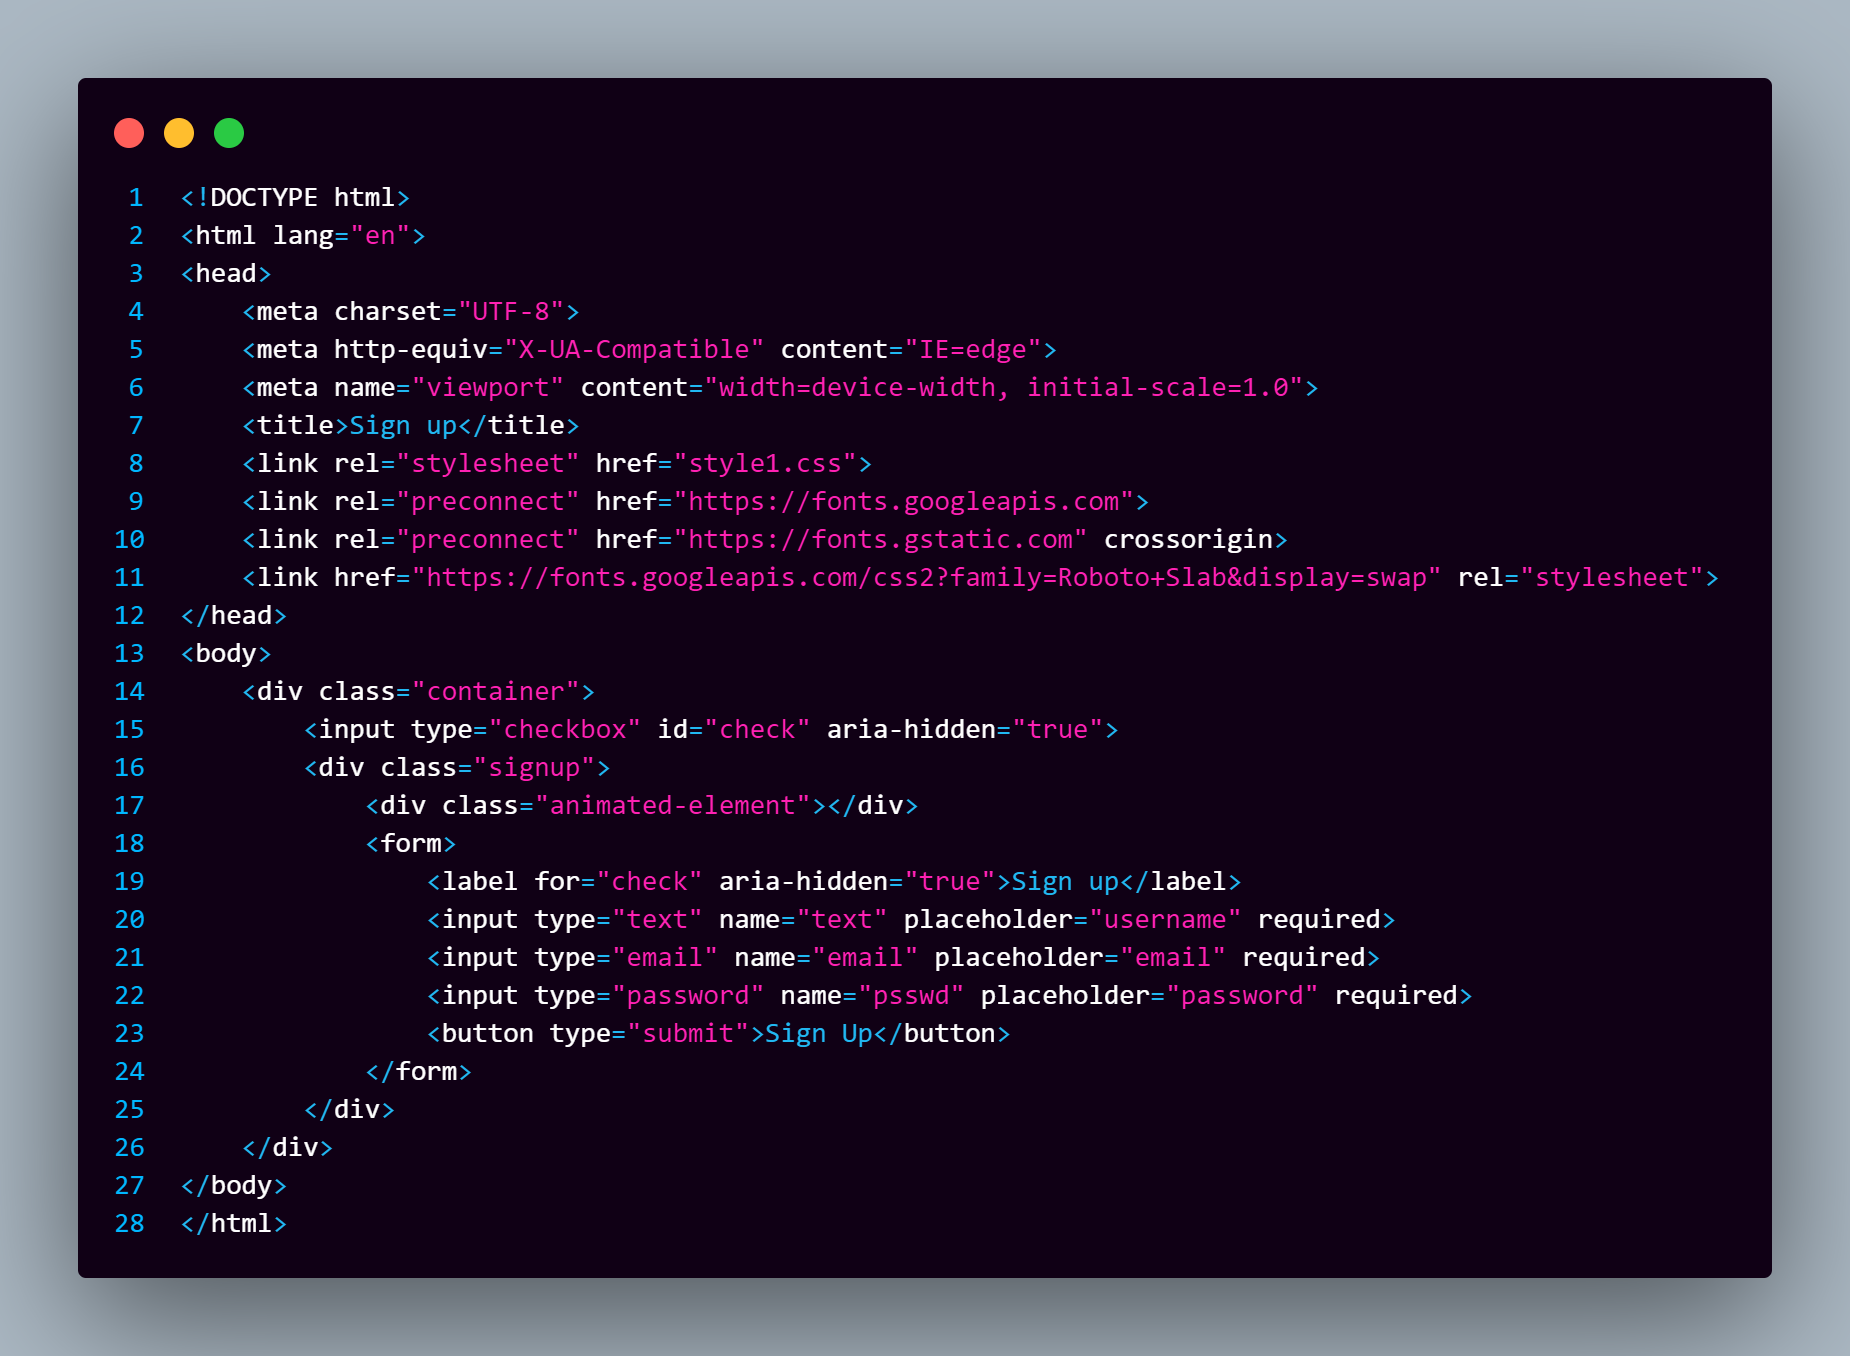 1 <!DOCTYPE html>
2 <html lang="en">
3 <head>
4     <meta charset="UTF-8">
5     <meta http-equiv="X-UA-Compatible" content="IE=edge">
6     <meta name="viewport" content="width=device-width, initial-scale=1.0">
7     <title>Sign up</title>
8     <link rel="stylesheet" href="style1.css">
9     <link rel="preconnect" href="https://fonts.googleapis.com">
10     <link rel="preconnect" href="https://fonts.gstatic.com" crossorigin>
11     <link href="https://fonts.googleapis.com/css2?family=Roboto+Slab&display=swap" rel="stylesheet">
12 </head>
13 <body>
14     <div class="container">
15         <input type="checkbox" id="check" aria-hidden="true">
16         <div class="signup">
17             <div class="animated-element"></div>
18             <form>
19                 <label for="check" aria-hidden="true">Sign up</label>
20                 <input type="text" name="text" placeholder="username" required>
21                 <input type="email" name="email" placeholder="email" required>
22                 <input type="password" name="psswd" placeholder="password" required>
23                 <button type="submit">Sign Up</button>
24             </form>
25         </div>
26     </div>
27 </body>
28 </html>